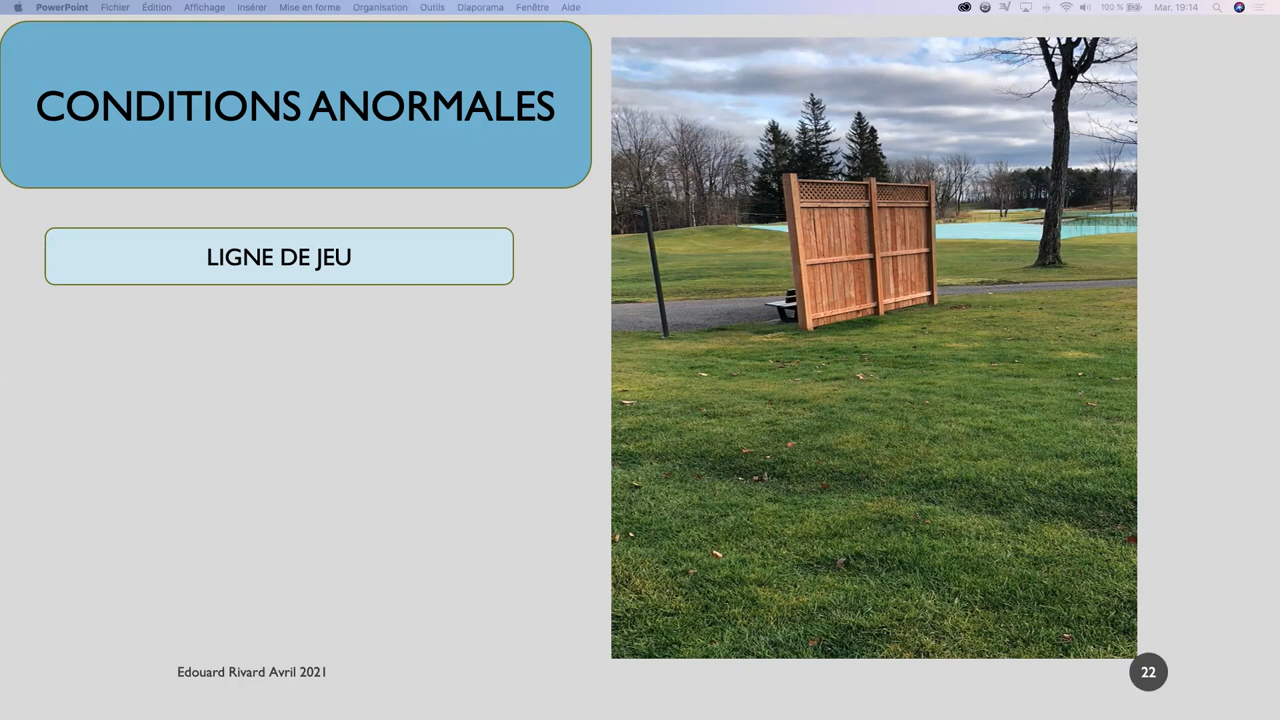 PowerPoint Fichier Édition Affichage Insérer Mise en forme Organisation Outils Diaporama Fenêtre Aide 100 % Mar. 19:14
CONDITIONS ANORMALES
LIGNE DE JEU
Edouard Rivard Avril 2021
22